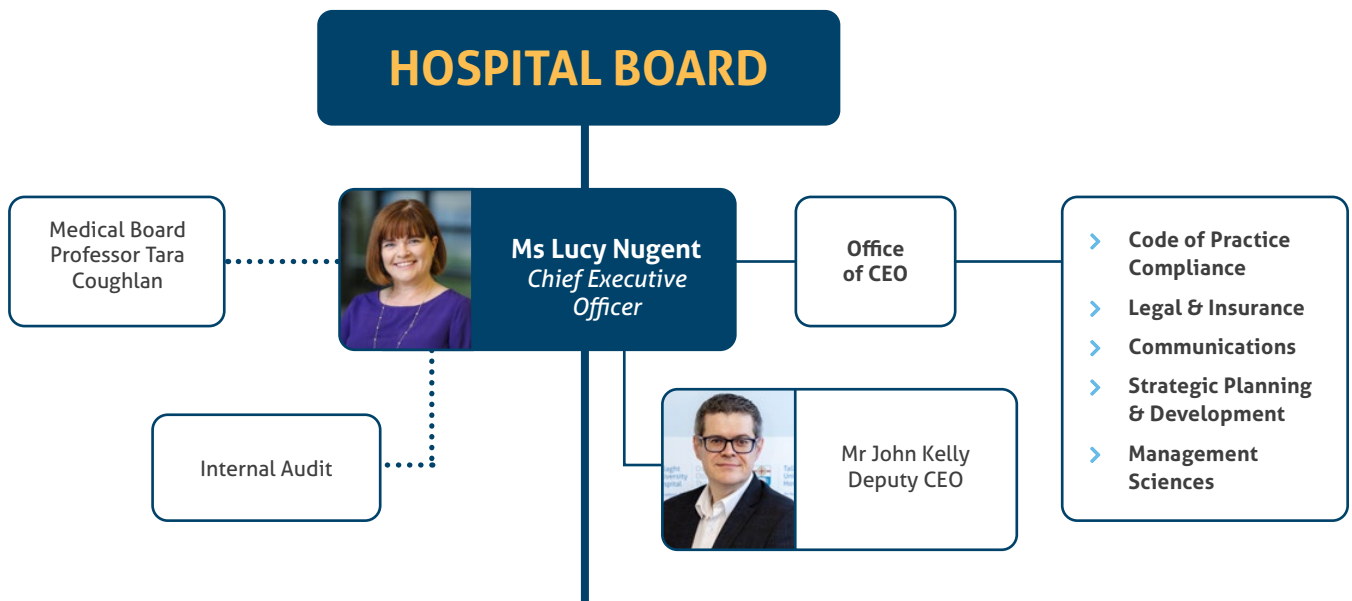 HOSPITAL BOARD
Medical Board
Professor Tara
Coughlan
Ms Lucy Nugent
Chief Executive
Officer
Office
of CEO
Code of Practice
Compliance
Legal & Insurance
Communications
Strategic Planning
& Development
Management
Sciences
Internal Audit
Mr John Kelly
Deputy CEO